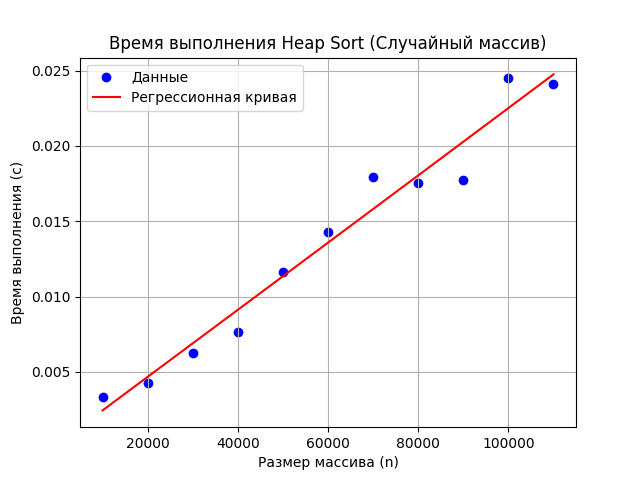 Время выполнения Heap Sort (Случайный массив)
Данные
Регрессионная кривая
0.025
0.020
0.015
0.010
0.005
Время выполнения (с)
20000
40000
60000
80000
100000
Размер массива (n)